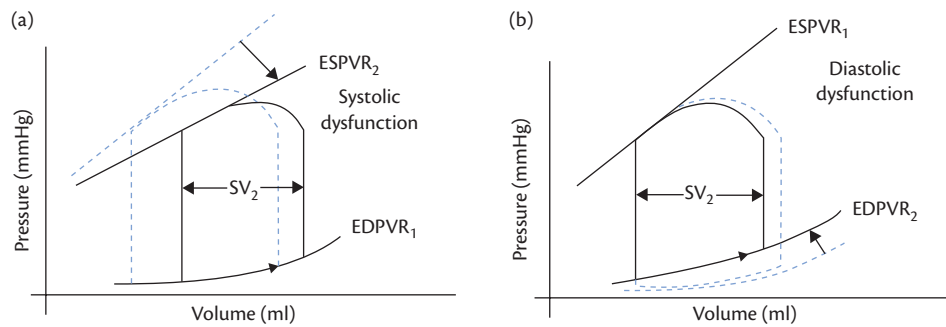 (a)
ESPVR2
Systolic
dysfunction
SV2
EDPVR1
Pressure (mmHg)
Volume (ml)
(b)
ESPVR1
Diastolic
dysfunction
SV2
EDPVR2
Pressure (mmHg)
Volume (ml)